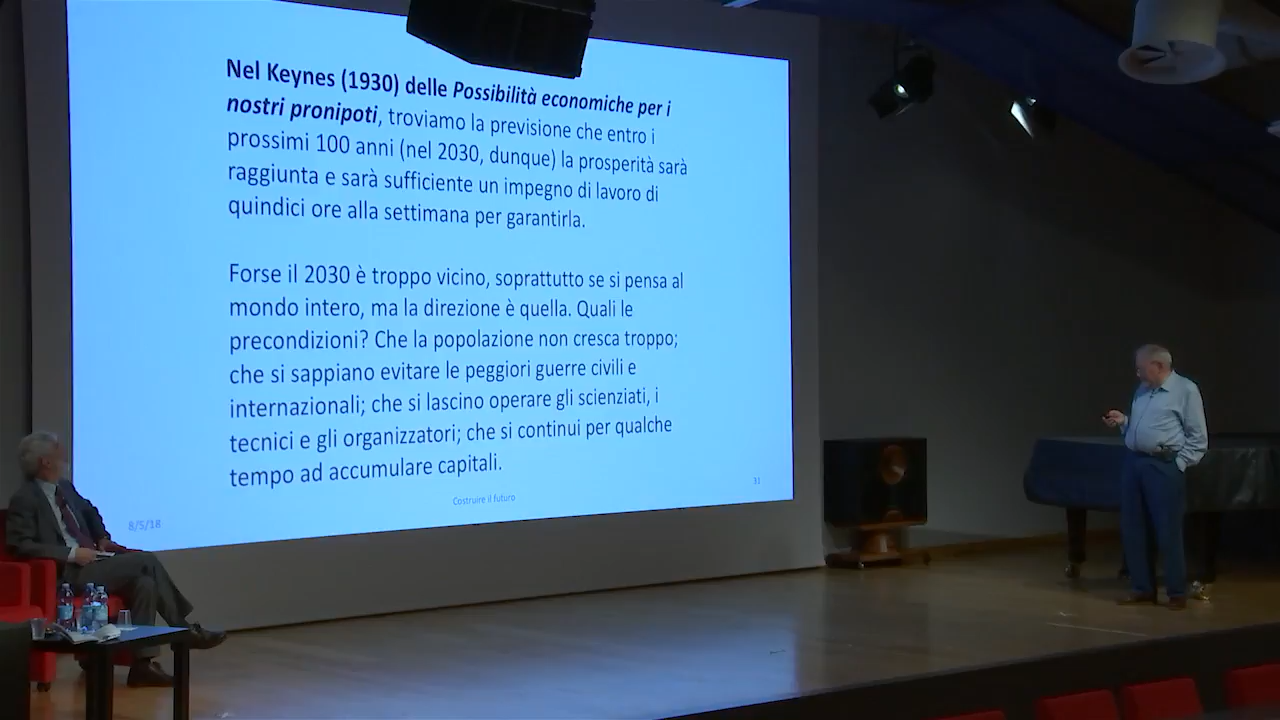 Nel Keynes (1930) delle Possibilità economiche per i
nostri pronipoti, troviamo la previsione che entro i
prossimi 100 anni (nel 2030, dunque) la prosperità sarà
raggiunta e sarà sufficiente un impegno di lavoro di
quindici ore alla settimana per garantirla.
Forse il 2030 è troppo vicino, soprattutto se si pensa al
mondo intero, ma la direzione è quella. Quali le
precondizioni? Che la popolazione non cresca troppo;
che si sappiano evitare le peggiori guerre civili e
internazionali; che si lascino operare gli scienziati, i
tecnici e gli organizzatori; che si continui per qualche
tempo ad accumulare capitali.
8/5/18
Costruire il futuro
31